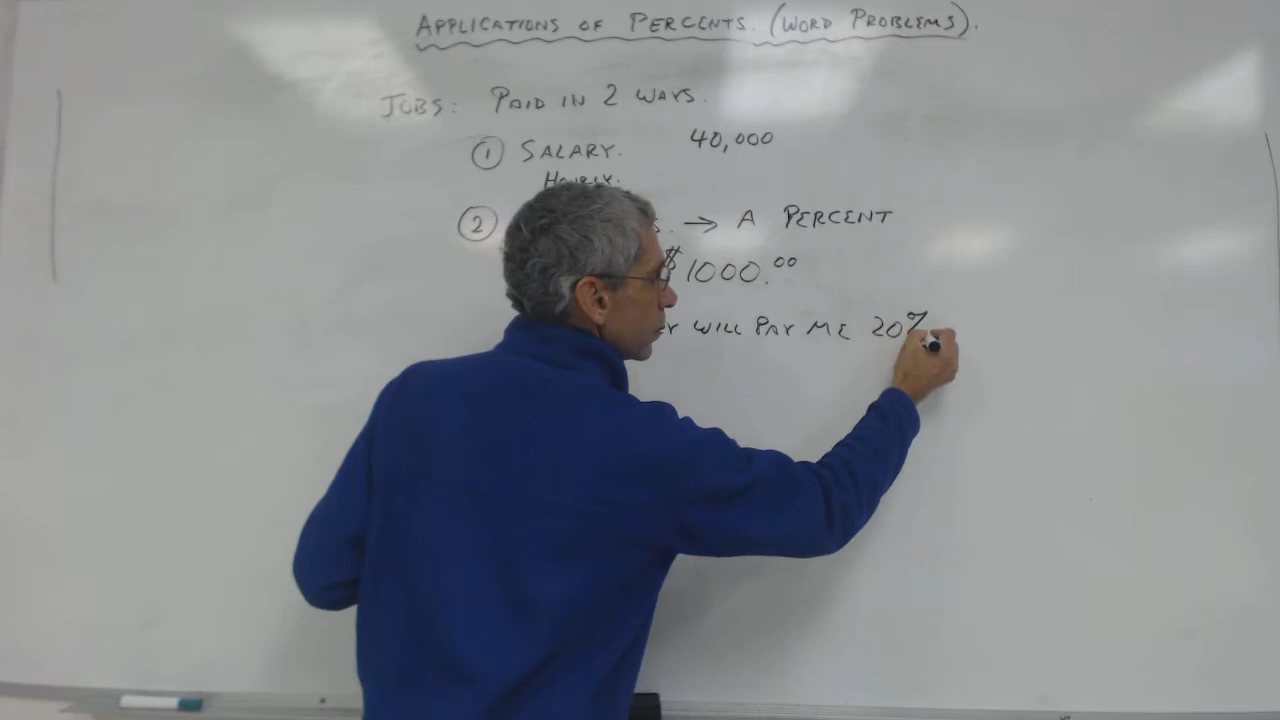 APPLICATIONS OF PERCENTS. (WORD PROBLEMS).
JOBS: PAID IN 2 WAYS.
① SALARY. 40,000
HOURLY.
② → A PERCENT
$1000.00
WILL PAY ME 20%